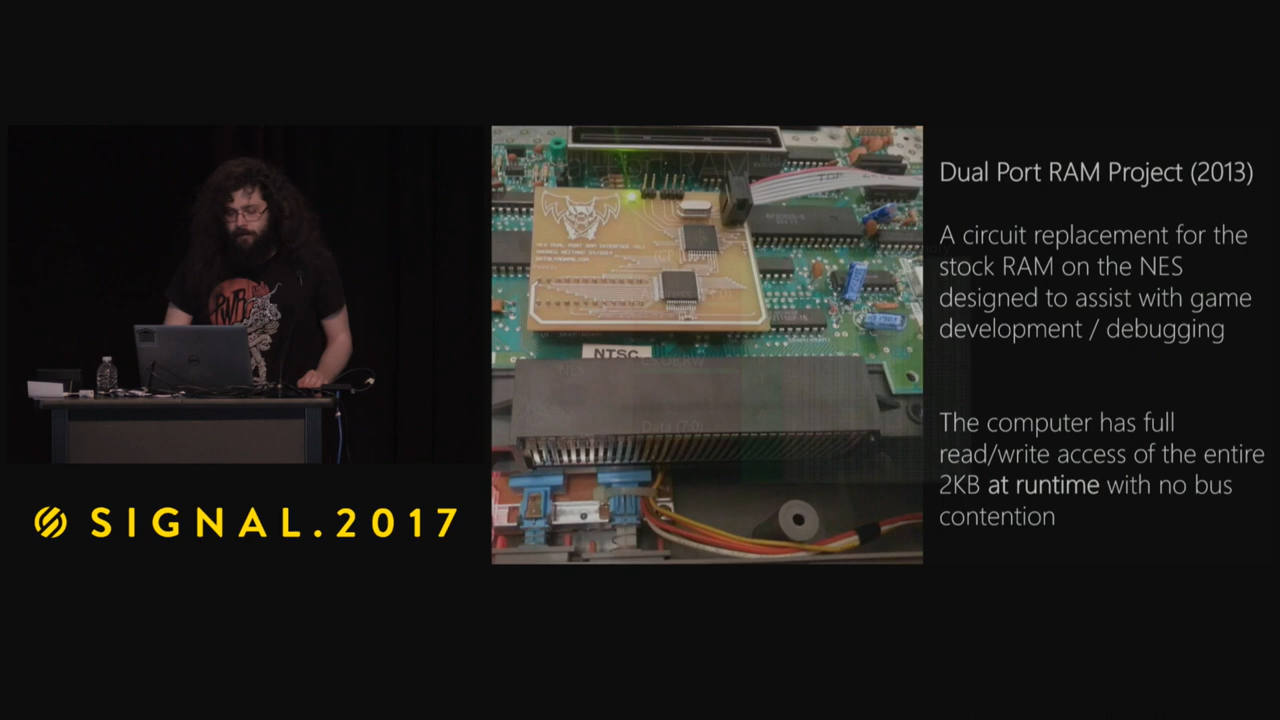 SIGNAL.2017
NTSC
Dual Port RAM Project (2013)
A circuit replacement for the
stock RAM on the NES
designed to assist with game
development / debugging
The computer has full
read/write access of the entire
2KB at runtime with no bus
contention